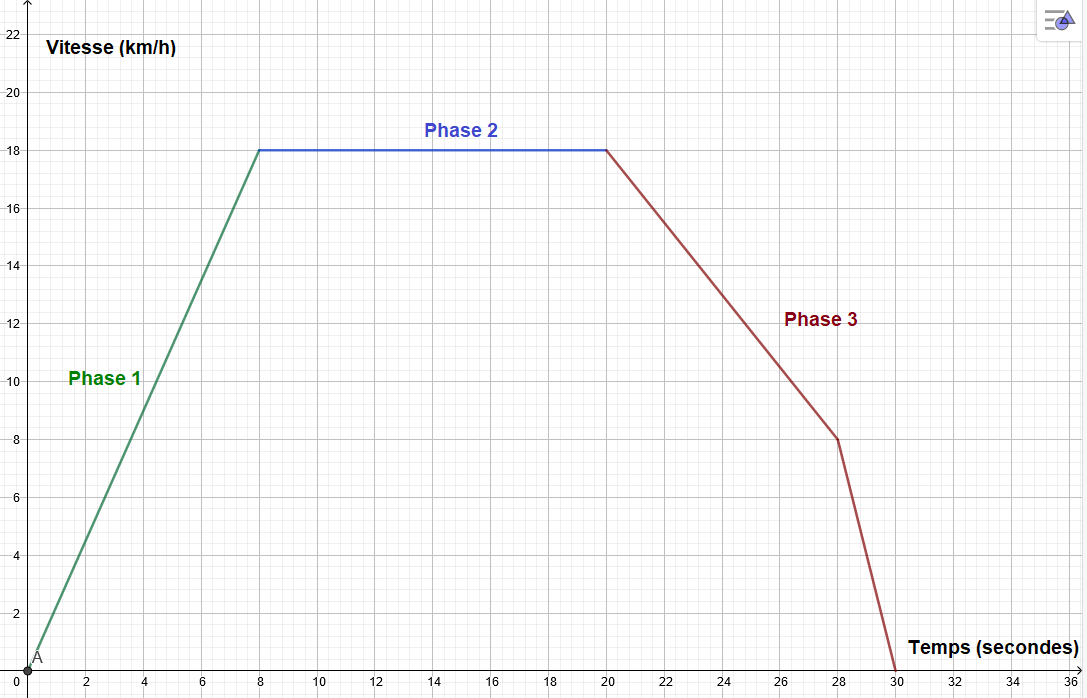 22
Vitesse (km/h)
20
Phase 2
18
16
14
12
Phase 3
10
Phase 1
8
6
4
2
Temps (secondes)
A
0 2 4 6 8 10 12 14 16 18 20 22 24 26 28 30 32 34 36